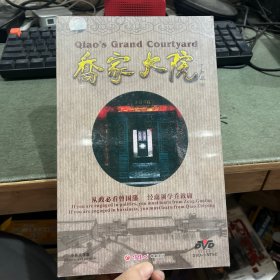 Qiao's Grand Courtyard
乔家大院
从政必看曾国藩 经商须学乔致庸
If you are engaged in politics, you must learn from Zeng Guofan
If you are engaged in business, you must learn from Qiao Zhiyong
DVD